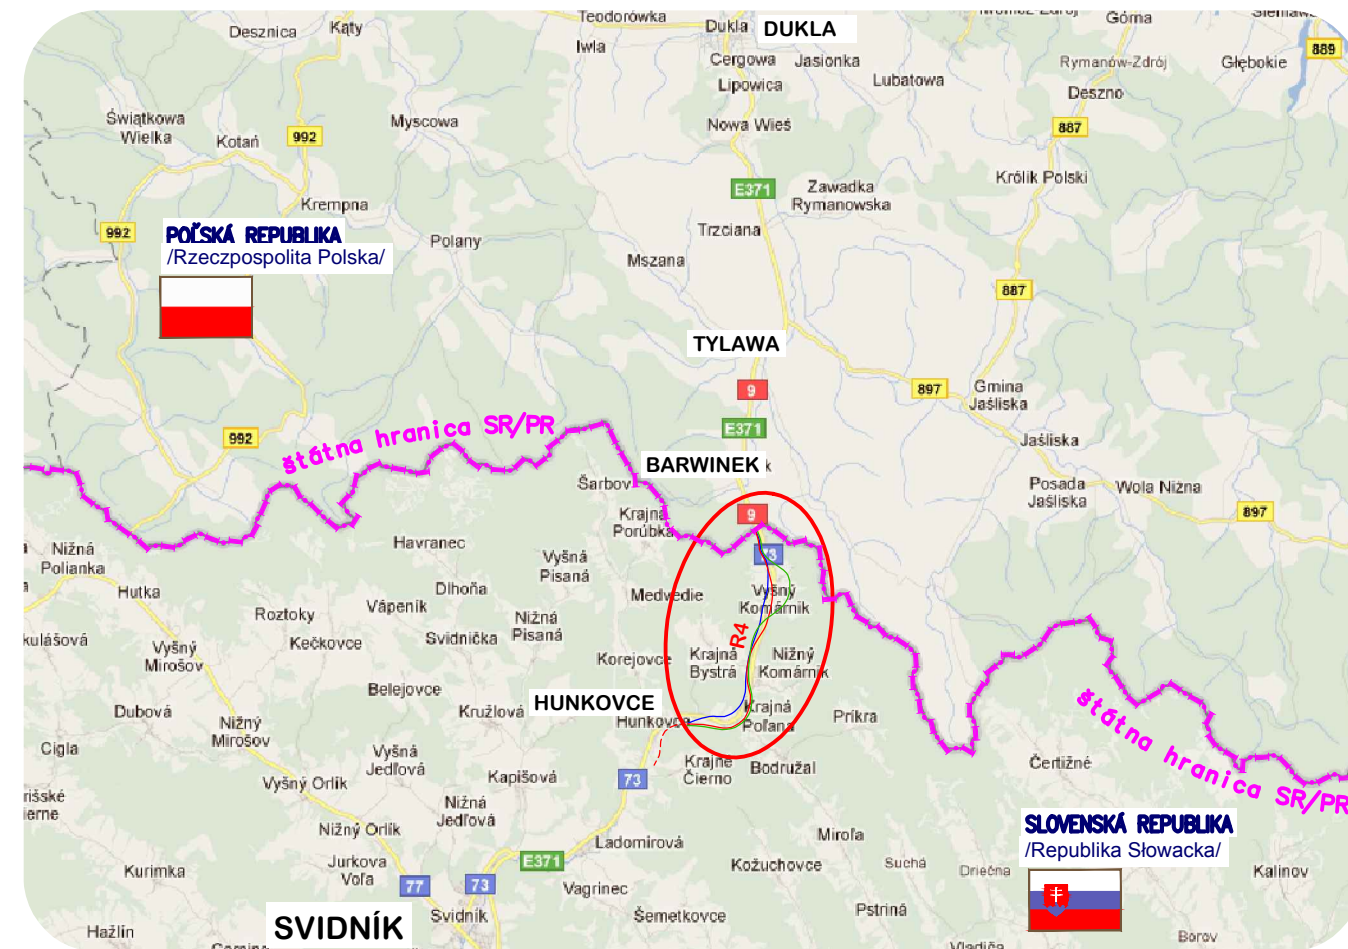 Teodorówka
Dukla
DUKLA
Górna
Desznica
Kąty
Iwla
Cergowa
Jasionka
Rymanów-Zdrój
Głębokie
889
Lipowica
Lubatowa
Deszno
Świątkowa
Wielka
Kotań
992
Myscowa
Nowa Wieś
887
Krempna
E371
Zawadka
Rymanowska
Królik Polski
992
POĽSKÁ REPUBLIKA
/Rzeczpospolita Polska/
Polany
Trzciana
Mszana
887
TYLAWA
9
897
Gmina
Jaśliska
992
štátna hranica SR/PR
E371
Jaśliska
BARWINEK
Šarbov
Posada
Jaśliska
Wola Niżna
897
Krajná
Porúbka
9
73
Nižná
Polianka
Havranec
Vyšná
Pisaná
Hutka
Dlhoňa
Medvedie
Vyšný
Komárnik
Roztoky
Vápeník
Nižná
Pisaná
kulášová
Kečkovce
Svidnička
R4
Vyšný
Mirošov
Korejovce
Krajná
Bystrá
Nižný
Komárnik
Belejovce
HUNKOVCE
Dubová
Nižný
Mirošov
Kružlová
Hunkovce
Krajná
Poľana
Príkra
štátna hranica SR/PR
Cigla
Vyšná
Jedľová
Krajné
Čierno
Bodružal
Čertižné
Vyšný Orlík
Kapišová
73
rišské
ierne
Nižná
Jedľová
Nižný Orlík
Ladomirová
Miroľa
SLOVENSKÁ REPUBLIKA
/Republika Słowacka/
Kurimka
Jurkova
Voľa
E371
Kožuchovce
Suchá
Driečna
Kalinov
77
73
Vagrinec
SVIDNÍK
Svidník
Šemetkovce
Pstriná
Hažlín
Borov